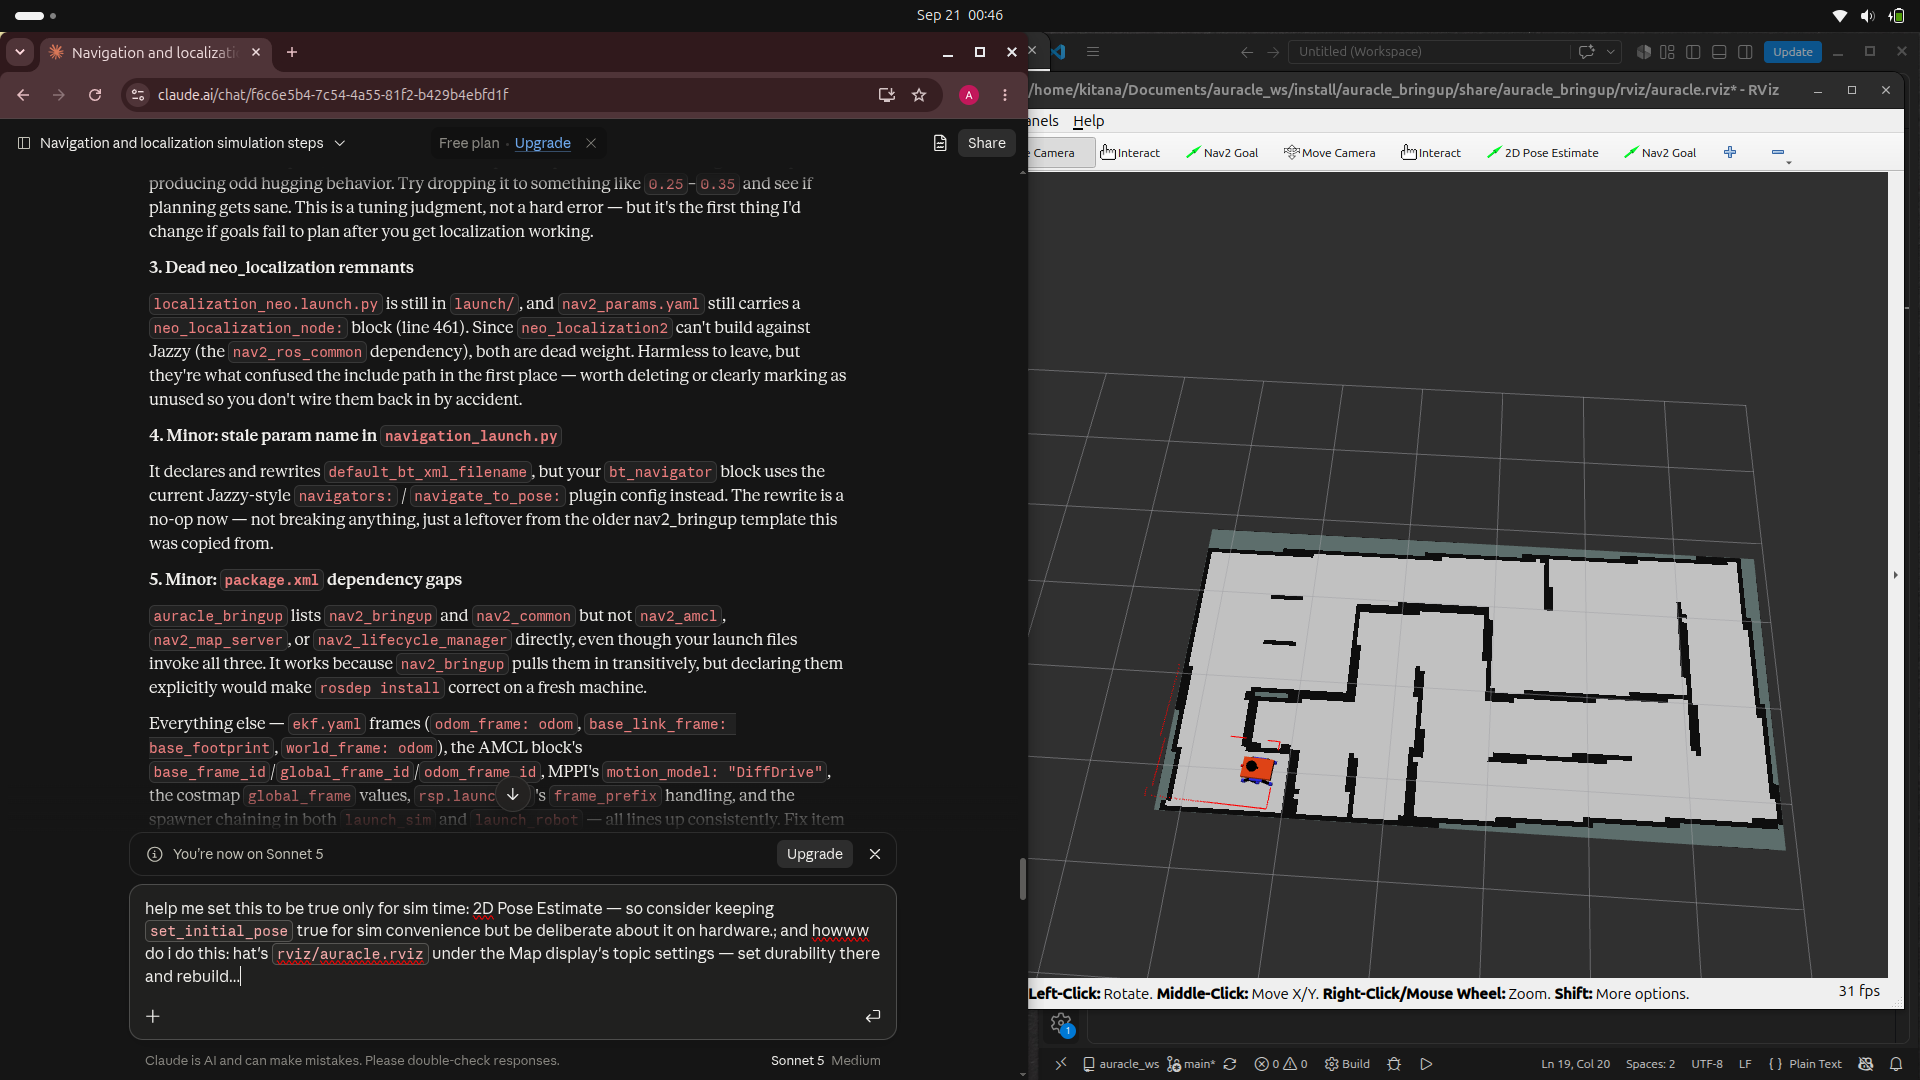 Sep 21 00:46
Navigation and localizati
claude.ai/chat/f6c6e5b4-7c54-4a55-81f2-b429b4ebfd1f
A
Navigation and localization simulation steps
Free plan · Upgrade
Share
producing odd hugging behavior. Try dropping it to something like 0.25–0.35 and see if
planning gets sane. This is a tuning judgment, not a hard error — but it's the first thing I'd
change if goals fail to plan after you get localization working.
3. Dead neo_localization remnants
localization_neo.launch.py is still in launch/, and nav2_params.yaml still carries a
neo_localization_node: block (line 461). Since neo_localization2 can't build against
Jazzy (the nav2_ros_common dependency), both are dead weight. Harmless to leave, but
they're what confused the include path in the first place — worth deleting or clearly marking as
unused so you don't wire them back in by accident.
4. Minor: stale param name in navigation_launch.py
It declares and rewrites default_bt_xml_filename, but your bt_navigator block uses the
current Jazzy-style navigators: / navigate_to_pose: plugin config instead. The rewrite is a
no-op now — not breaking anything, just a leftover from the older nav2_bringup template this
was copied from.
5. Minor: package.xml dependency gaps
auracle_bringup lists nav2_bringup and nav2_common but not nav2_amcl,
nav2_map_server, or nav2_lifecycle_manager directly, even though your launch files
invoke all three. It works because nav2_bringup pulls them in transitively, but declaring them
explicitly would make rosdep install correct on a fresh machine.
Everything else — ekf.yaml frames (odom_frame: odom, base_link_frame:
base_footprint, world_frame: odom), the AMCL block's
base_frame_id/global_frame_id/odom_frame_id, MPPI's motion_model: "DiffDrive",
the costmap global_frame values, rsp.launc 's frame_prefix handling, and the
spawner chaining in both launch_sim and launch_robot — all lines up consistently. Fix item
You're now on Sonnet 5
Upgrade
help me set this to be true only for sim time: 2D Pose Estimate — so consider keeping
set_initial_pose true for sim convenience but be deliberate about it on hardware.; and howww
do i do this: hat's rviz/auracle.rviz under the Map display's topic settings — set durability there
and rebuild...
Claude is AI and can make mistakes. Please double-check responses.
Sonnet 5 Medium
Untitled (Workspace)
Update
/home/kitana/Documents/auracle_ws/install/auracle_bringup/share/auracle_bringup/rviz/auracle.rviz* - RViz
anels Help
e Camera
Interact
Nav2 Goal
Move Camera
Interact
2D Pose Estimate
Nav2 Goal
Left-Click: Rotate. Middle-Click: Move X/Y. Right-Click/Mouse Wheel: Zoom. Shift: More options.
31 fps
1
auracle_ws
main*
0
0
Build
Ln 19, Col 20
Spaces: 2
UTF-8
LF
{ } Plain Text